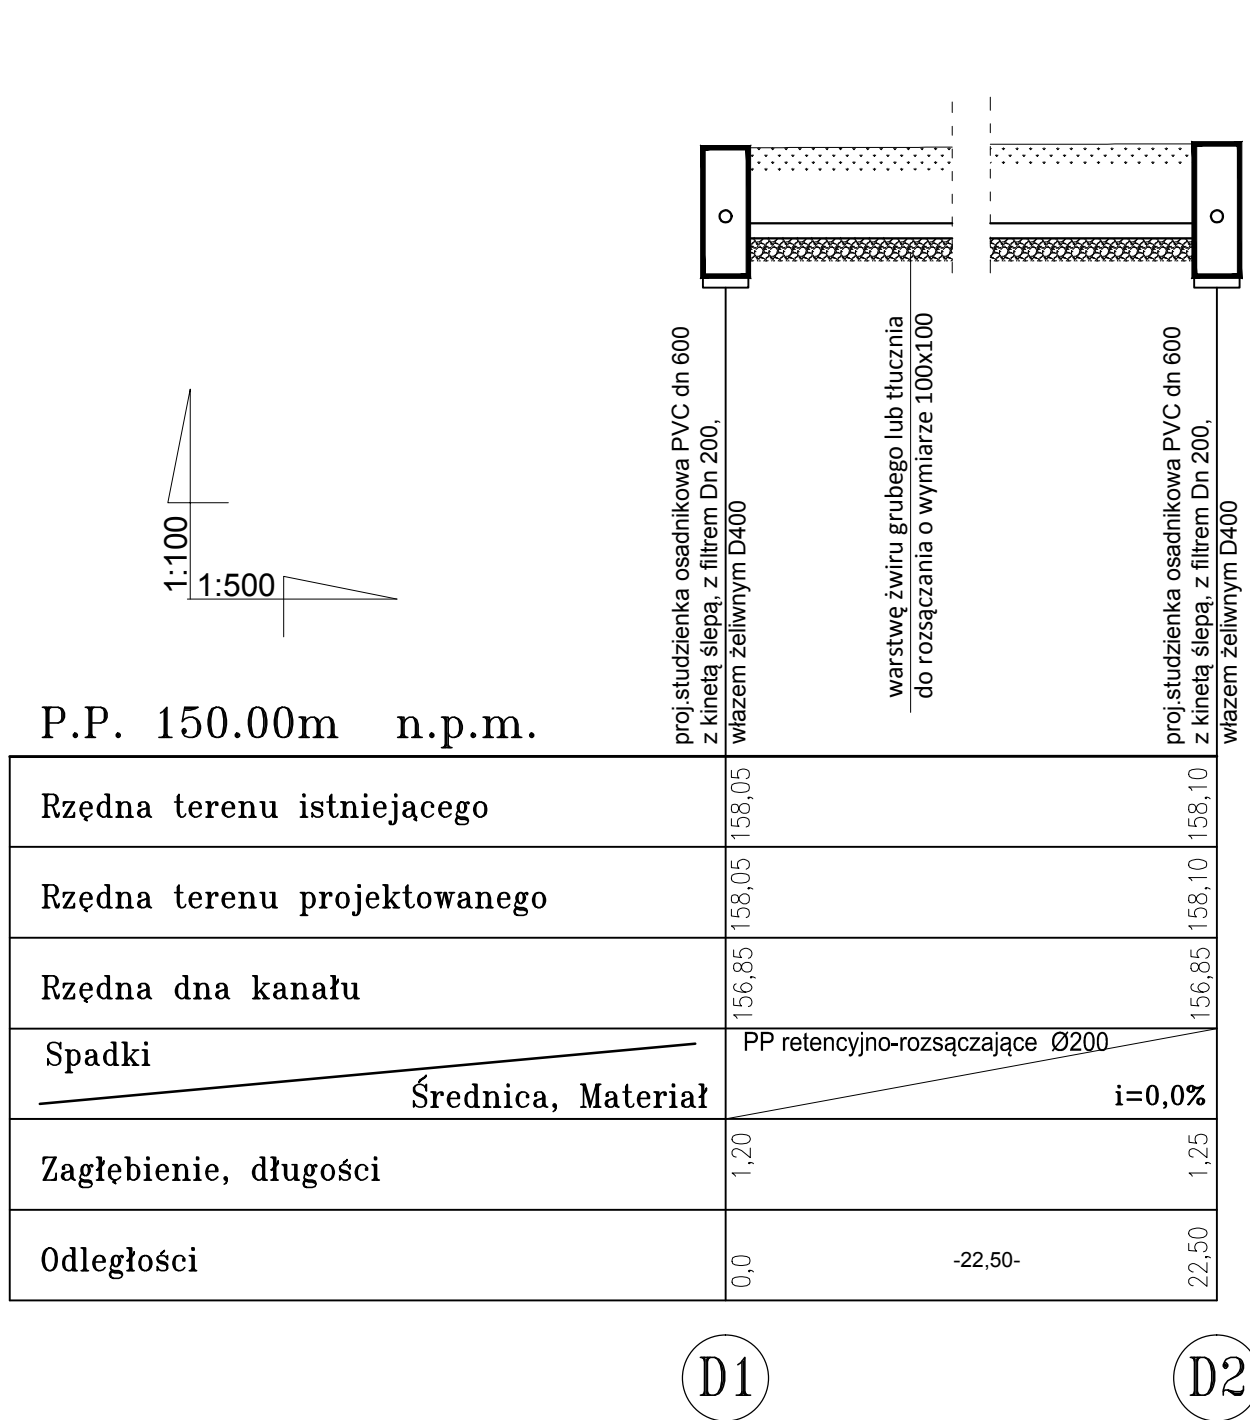 proj.studzienka osadnikowa PVC dn 600
z kinetą ślepą, z filtrem Dn 200,
włazem żeliwnym D400
warstwę żwiru grubego lub tłucznia
do rozsączania o wymiarze 100x100
proj.studzienka osadnikowa PVC dn 600
z kinetą ślepą, z filtrem Dn 200,
włazem żeliwnym D400
1:100
1:500
P.P. 150.00m n.p.m.
Rzędna terenu istniejącego 158,05 158,10
Rzędna terenu projektowanego 158,05 158,10
Rzędna dna kanału 156,85 156,85
Spadki
Średnica, Materiał
PP retencyjno-rozsączające Ø200
i=0,0%
Zagłębienie, długości 1,20 1,25
Odległości 0,0 -22,50- 22,50
D1 D2